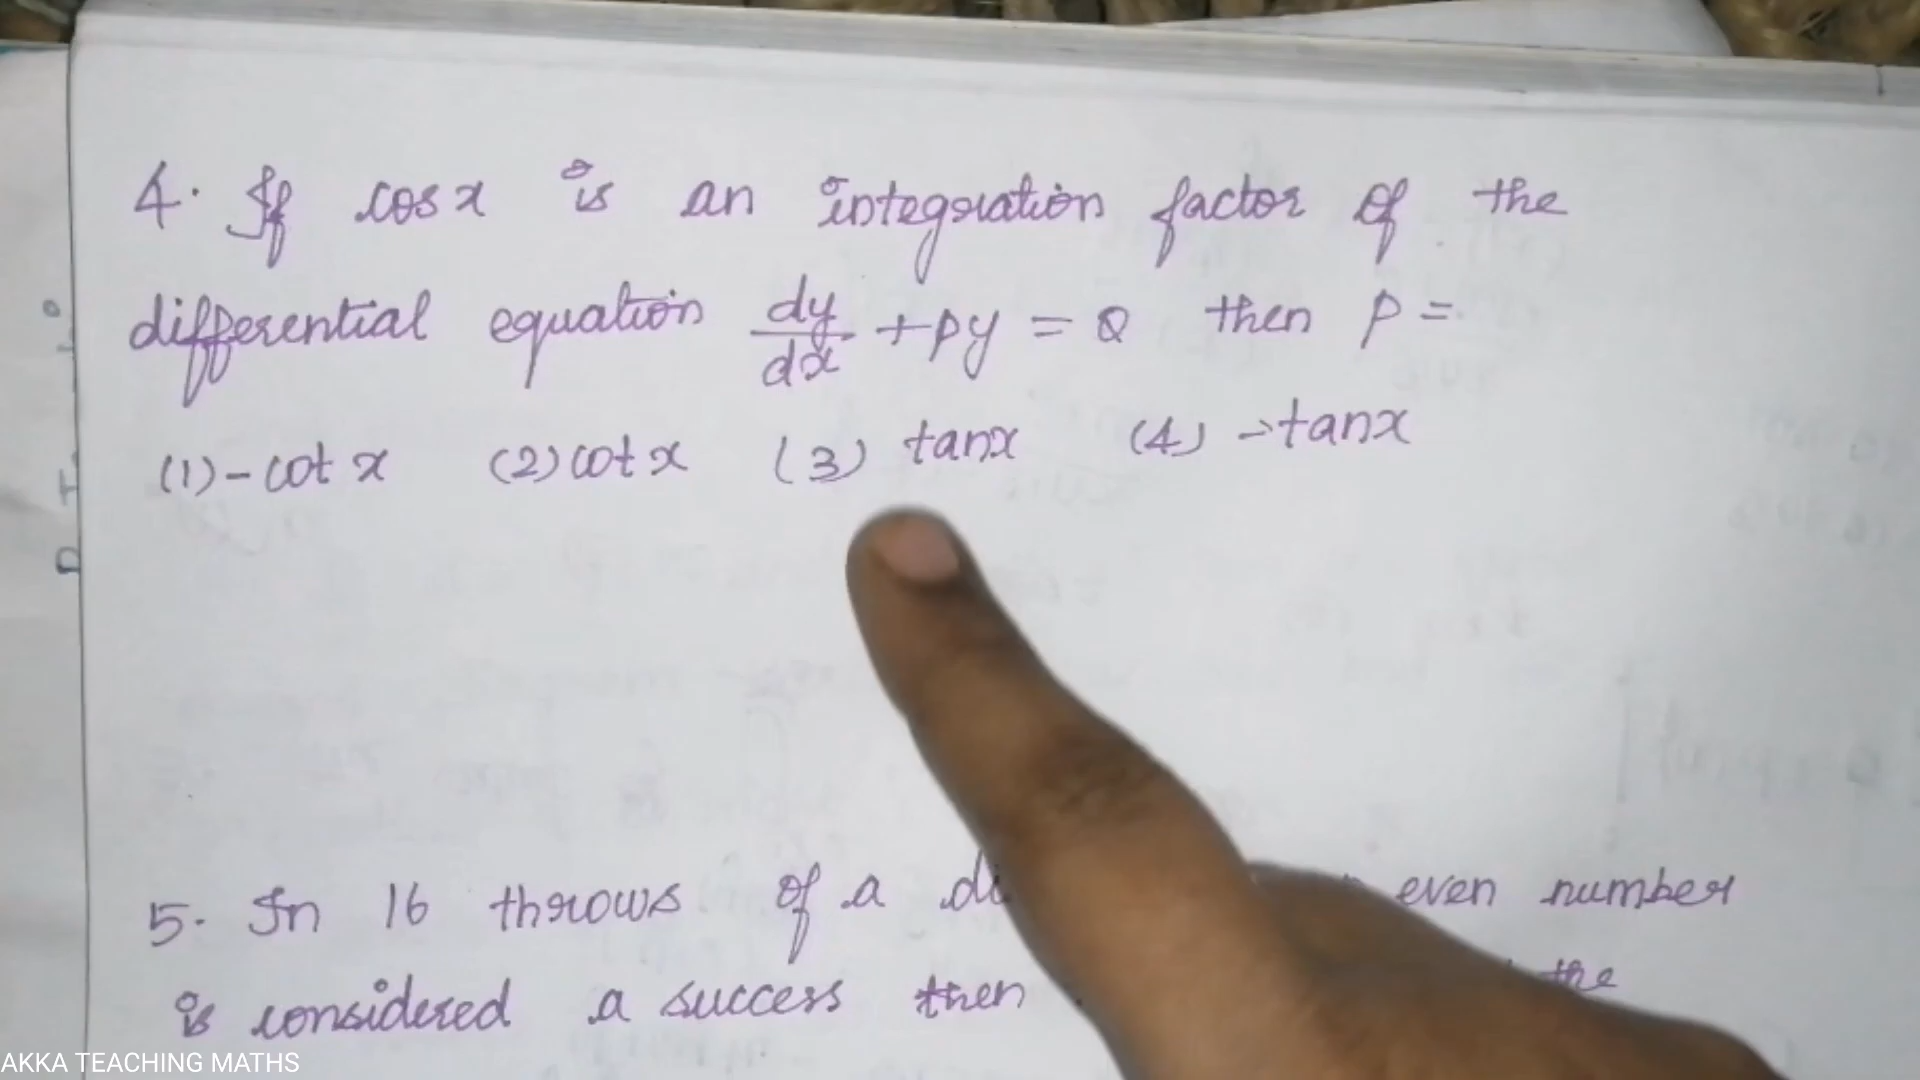 4. If cos x is an integration factor of the
differential equation dy/dx + py = Q then P =
(1) - cot x (2) cot x (3) tan x (4) - tan x
5. In 16 throws of a even number
is considered a success then the
AKKA TEACHING MATHS